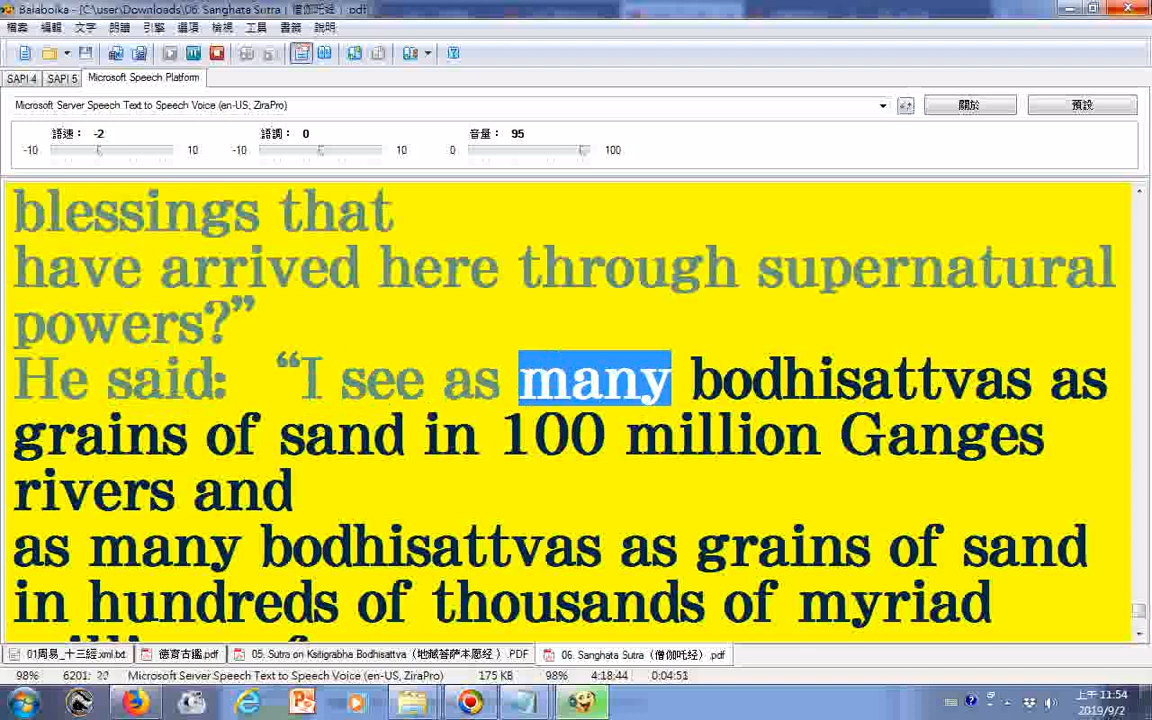 Balabolka - [C:\user\Downloads\06. Sanghata Sutra (僧伽吒经).pdf]
檔案 編輯 文字 朗讀 引擎 選項 檢視 工具 書籤 說明
SAPI 4 SAPI 5 Microsoft Speech Platform
Microsoft Server Speech Text to Speech Voice (en-US, ZiraPro) 關於 預設
語速： -2 語調： 0 音量： 95
-10 10 -10 10 0 100
blessings that
have arrived here through supernatural
powers?”
He said: “I see as many bodhisattvas as
grains of sand in 100 million Ganges
rivers and
as many bodhisattvas as grains of sand
in hundreds of thousands of myriad
01周易_十三經.xml.txt 德育古鑑.pdf 05. Sutra on Ksitigrabha Bodhisattva (地藏菩萨本愿经) .PDF 06. Sanghata Sutra (僧伽吒经) .pdf
98% 6201: 20 Microsoft Server Speech Text to Speech Voice (en-US, ZiraPro) 175 KB 98% 4:18:44 0:04:51
上午 11:54
2019/9/2